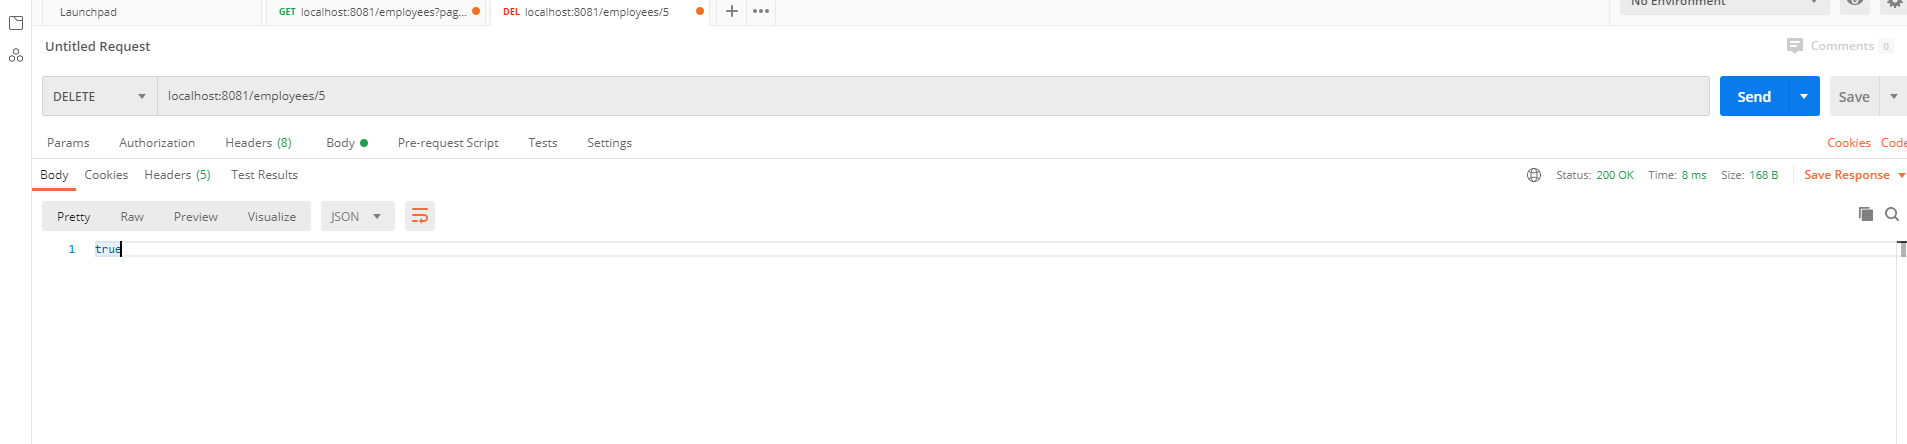 Launchpad GET localhost:8081/employees?pag... DEL localhost:8081/employees/5 + ••• No Environment
Untitled Request Comments 0
DELETE localhost:8081/employees/5 Send Save
Params Authorization Headers (8) Body Pre-request Script Tests Settings Cookies Code
Body Cookies Headers (5) Test Results Status: 200 OK Time: 8 ms Size: 168 B Save Response
Pretty Raw Preview Visualize JSON
1 true